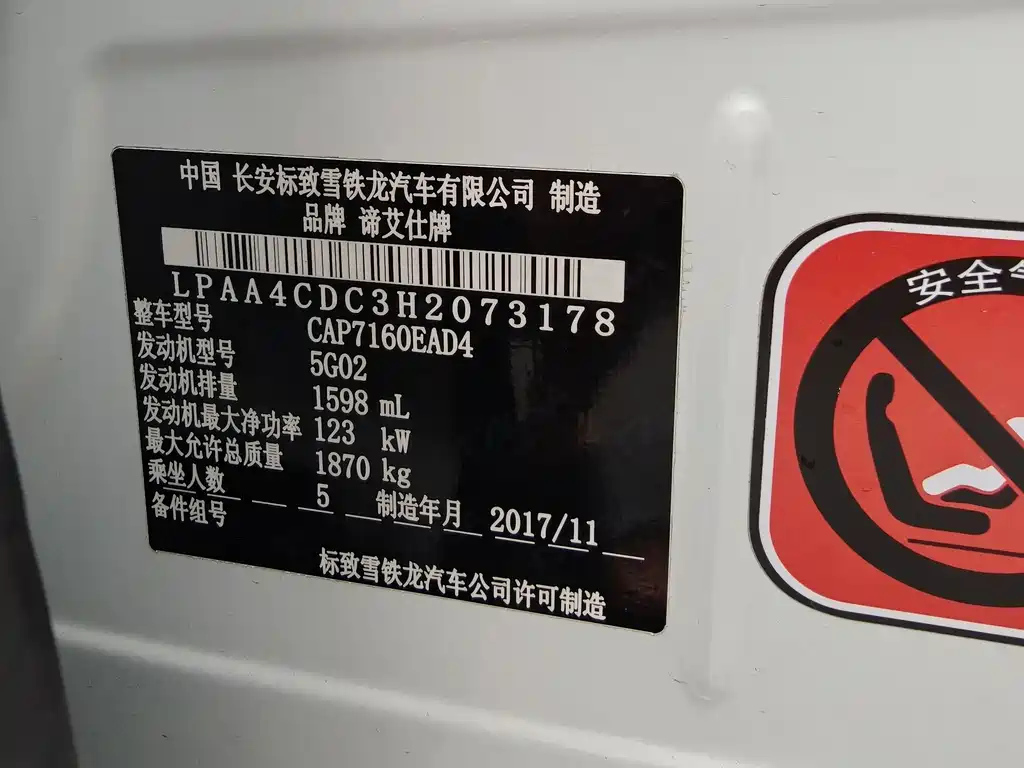 中国 长安标致雪铁龙汽车有限公司 制造
品牌 谛艾仕牌
LPAA4CDC3H2073178
整车型号 CAP7160EAD4
发动机型号 5G02
发动机排量 1598 mL
发动机最大净功率 123 kW
最大允许总质量 1870 kg
乘坐人数 5 制造年月 2017/11
备件组号
标致雪铁龙汽车公司许可制造
安全气